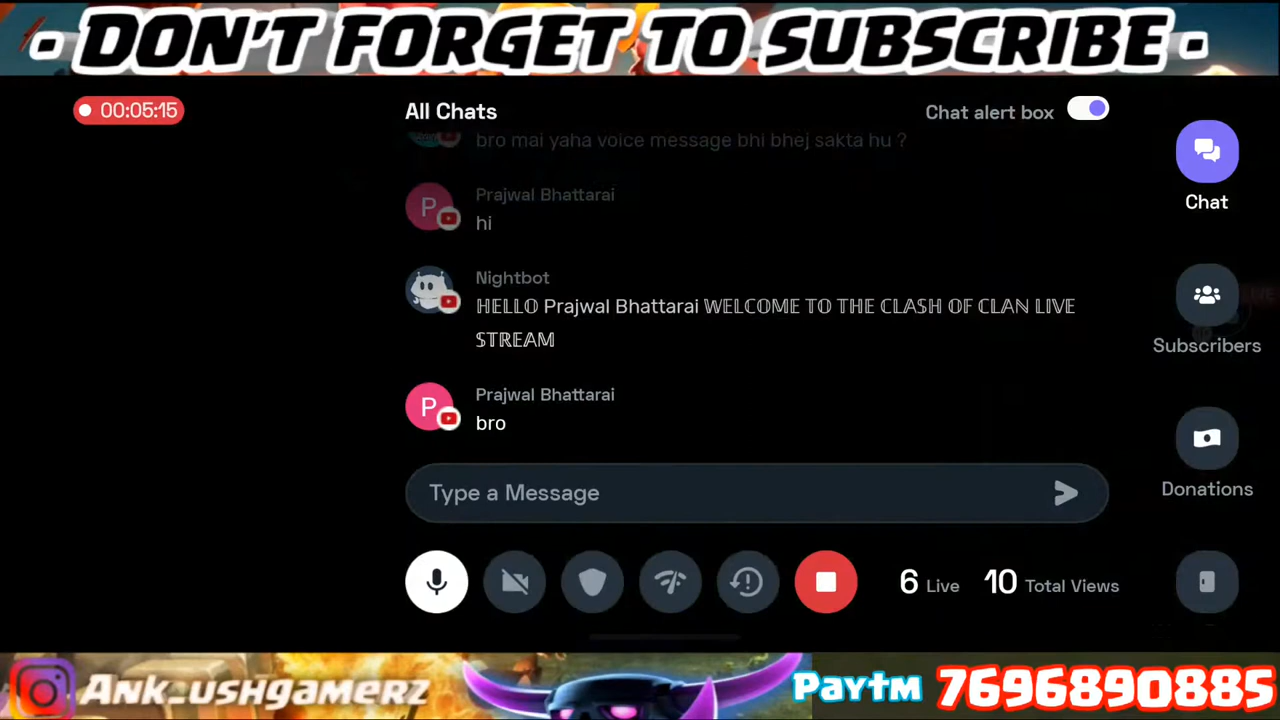 - DON'T FORGET TO SUBSCRIBE -
00:05:15
All Chats
Chat alert box
bro mai yaha voice message bhi bhej sakta hu ?
Prajwal Bhattarai
hi
Nightbot
ℍ𝔼𝕃𝕃𝕆 Prajwal Bhattarai 𝕎𝔼𝕃ℂ𝕆𝕄𝔼 𝕋𝕆 𝕋ℍ𝔼 ℂ𝕃𝔸𝕊ℍ 𝕆𝔽 ℂ𝕃𝔸ℕ 𝕃𝕀𝕍𝔼
𝕊𝕋ℝ𝔼𝔸𝕄
Prajwal Bhattarai
bro
Type a Message
6 Live 10 Total Views
Chat
Subscribers
Donations
Ank_ushgamerz
Paytm 7696890885